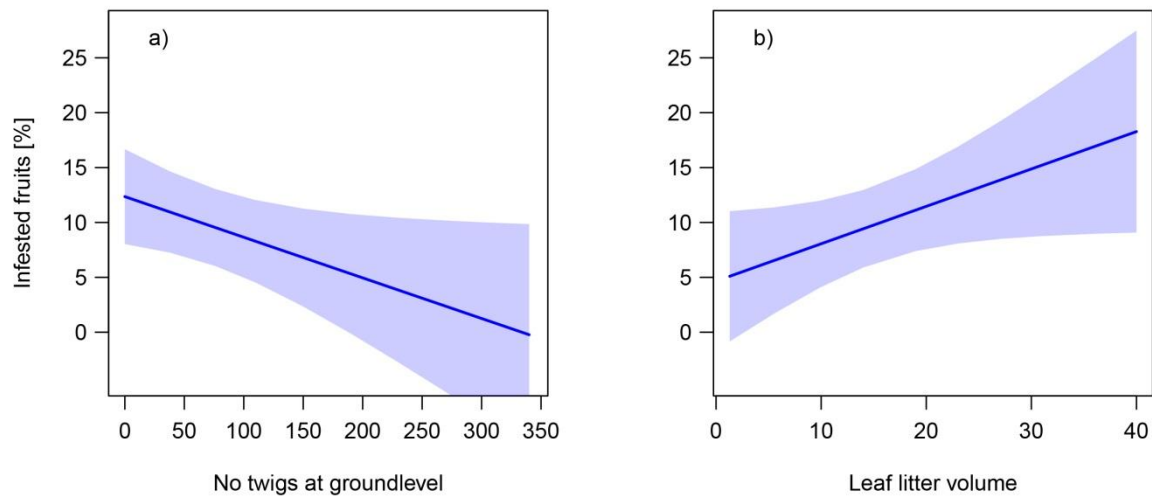 a)
Infested fruits [%]
25
20
15
10
5
0
0 50 100 150 200 250 300 350
No twigs at groundlevel
b)
25
20
15
10
5
0
0 10 20 30 40
Leaf litter volume